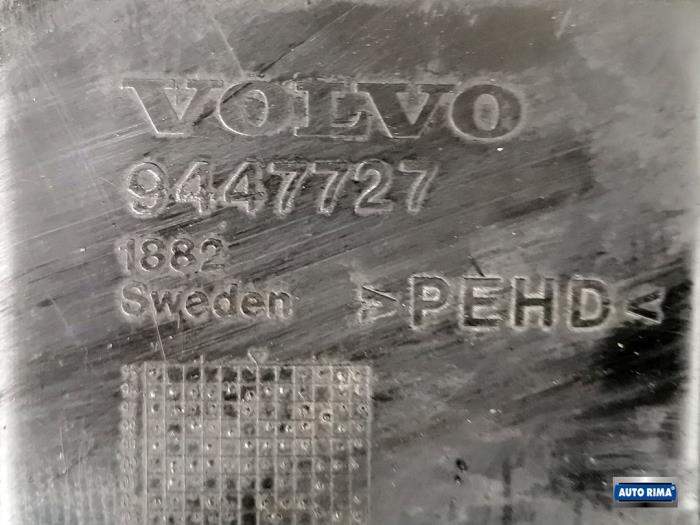 VOLVO
9447727
1882
Sweden >PEHD<
AUTO RIMA®